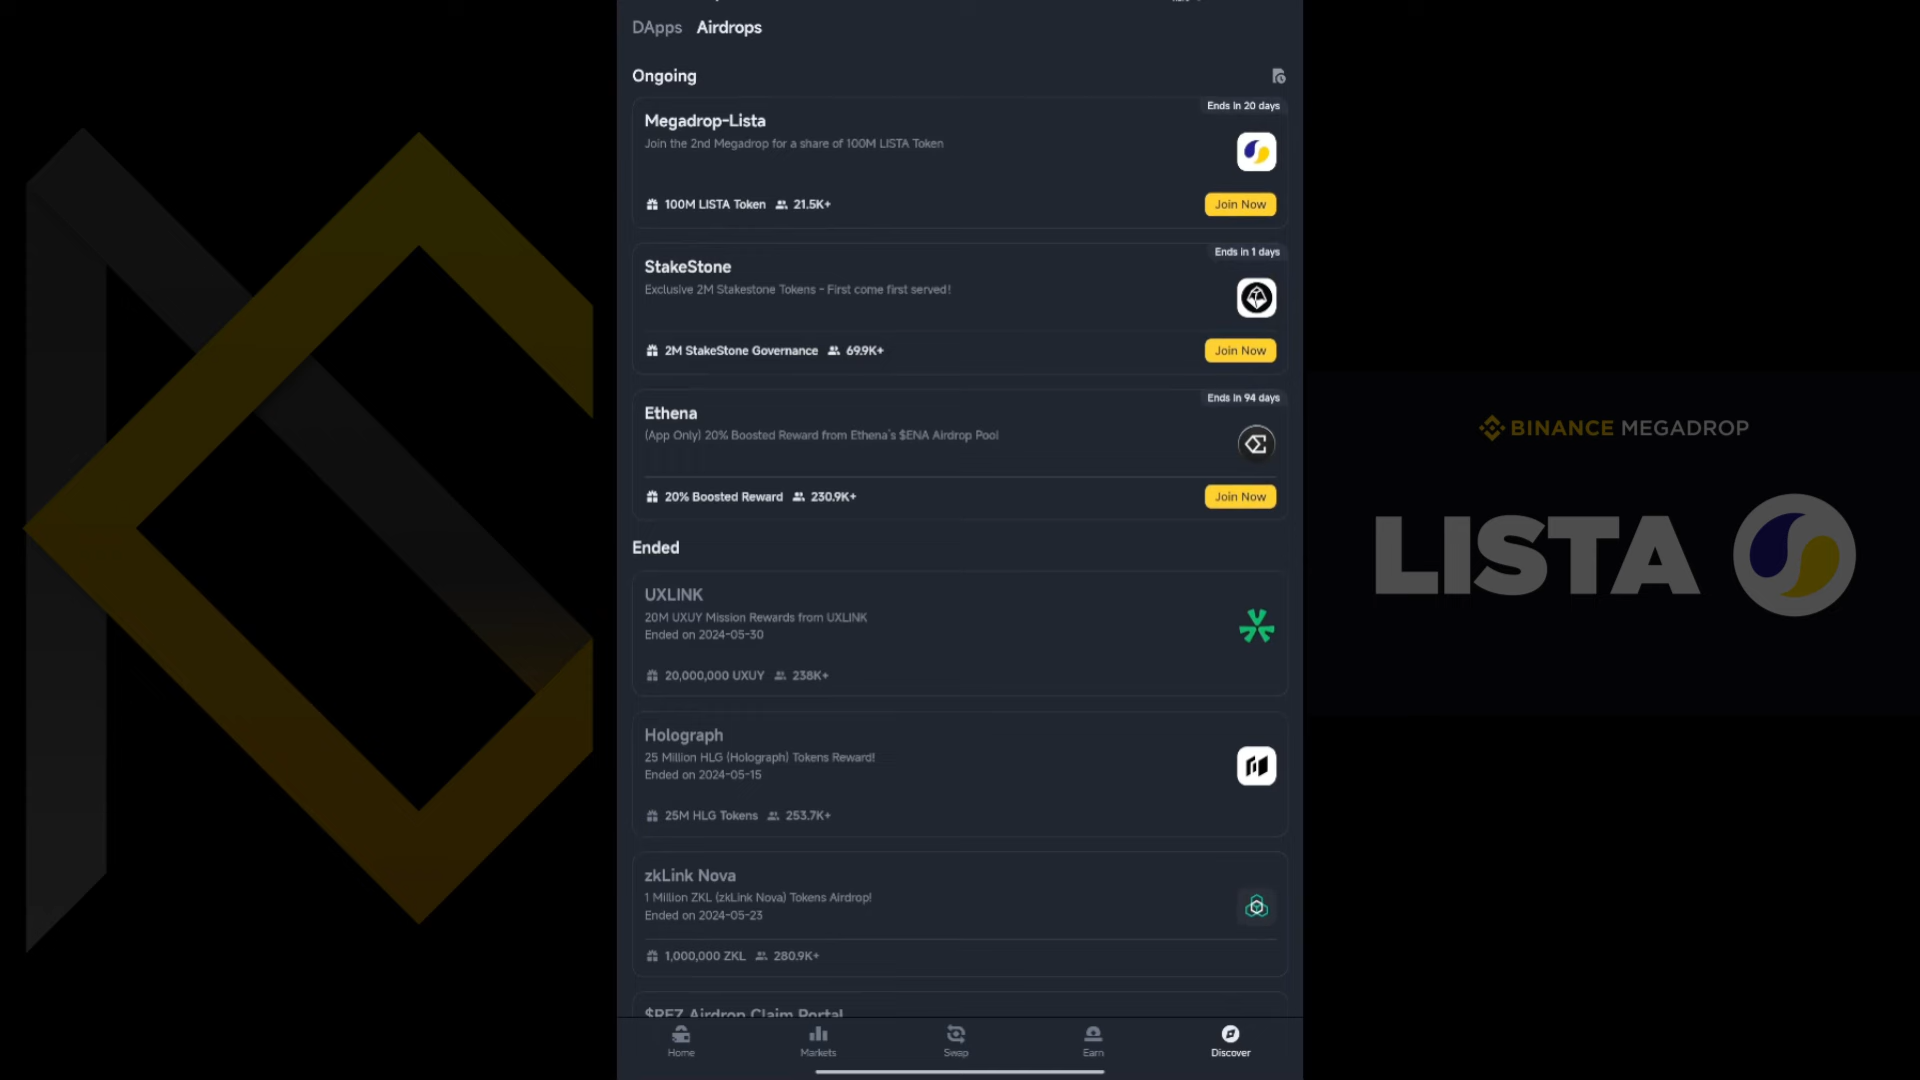 DApps Airdrops
Ongoing
Ends in 20 days
Megadrop-Lista
Join the 2nd Megadrop for a share of 100M LISTA Token
100M LISTA Token 21.5K+
Join Now
Ends in 1 days
StakeStone
Exclusive 2M Stakestone Tokens - First come first served!
2M StakeStone Governance 69.9K+
Join Now
Ends in 94 days
Ethena
(App Only) 20% Boosted Reward from Ethena's $ENA Airdrop Pool
20% Boosted Reward 230.9K+
Join Now
Ended
UXLINK
20M UXUY Mission Rewards from UXLINK
Ended on 2024-05-30
20,000,000 UXUY 238K+
Holograph
25 Million HLG (Holograph) Tokens Reward!
Ended on 2024-05-15
25M HLG Tokens 253.7K+
zkLink Nova
1 Million ZKL (zkLink Nova) Tokens Airdrop!
Ended on 2024-05-23
1,000,000 ZKL 280.9K+
$REZ Airdrop Claim Portal
Home Markets Swap Earn Discover
BINANCE MEGADROP
LISTA